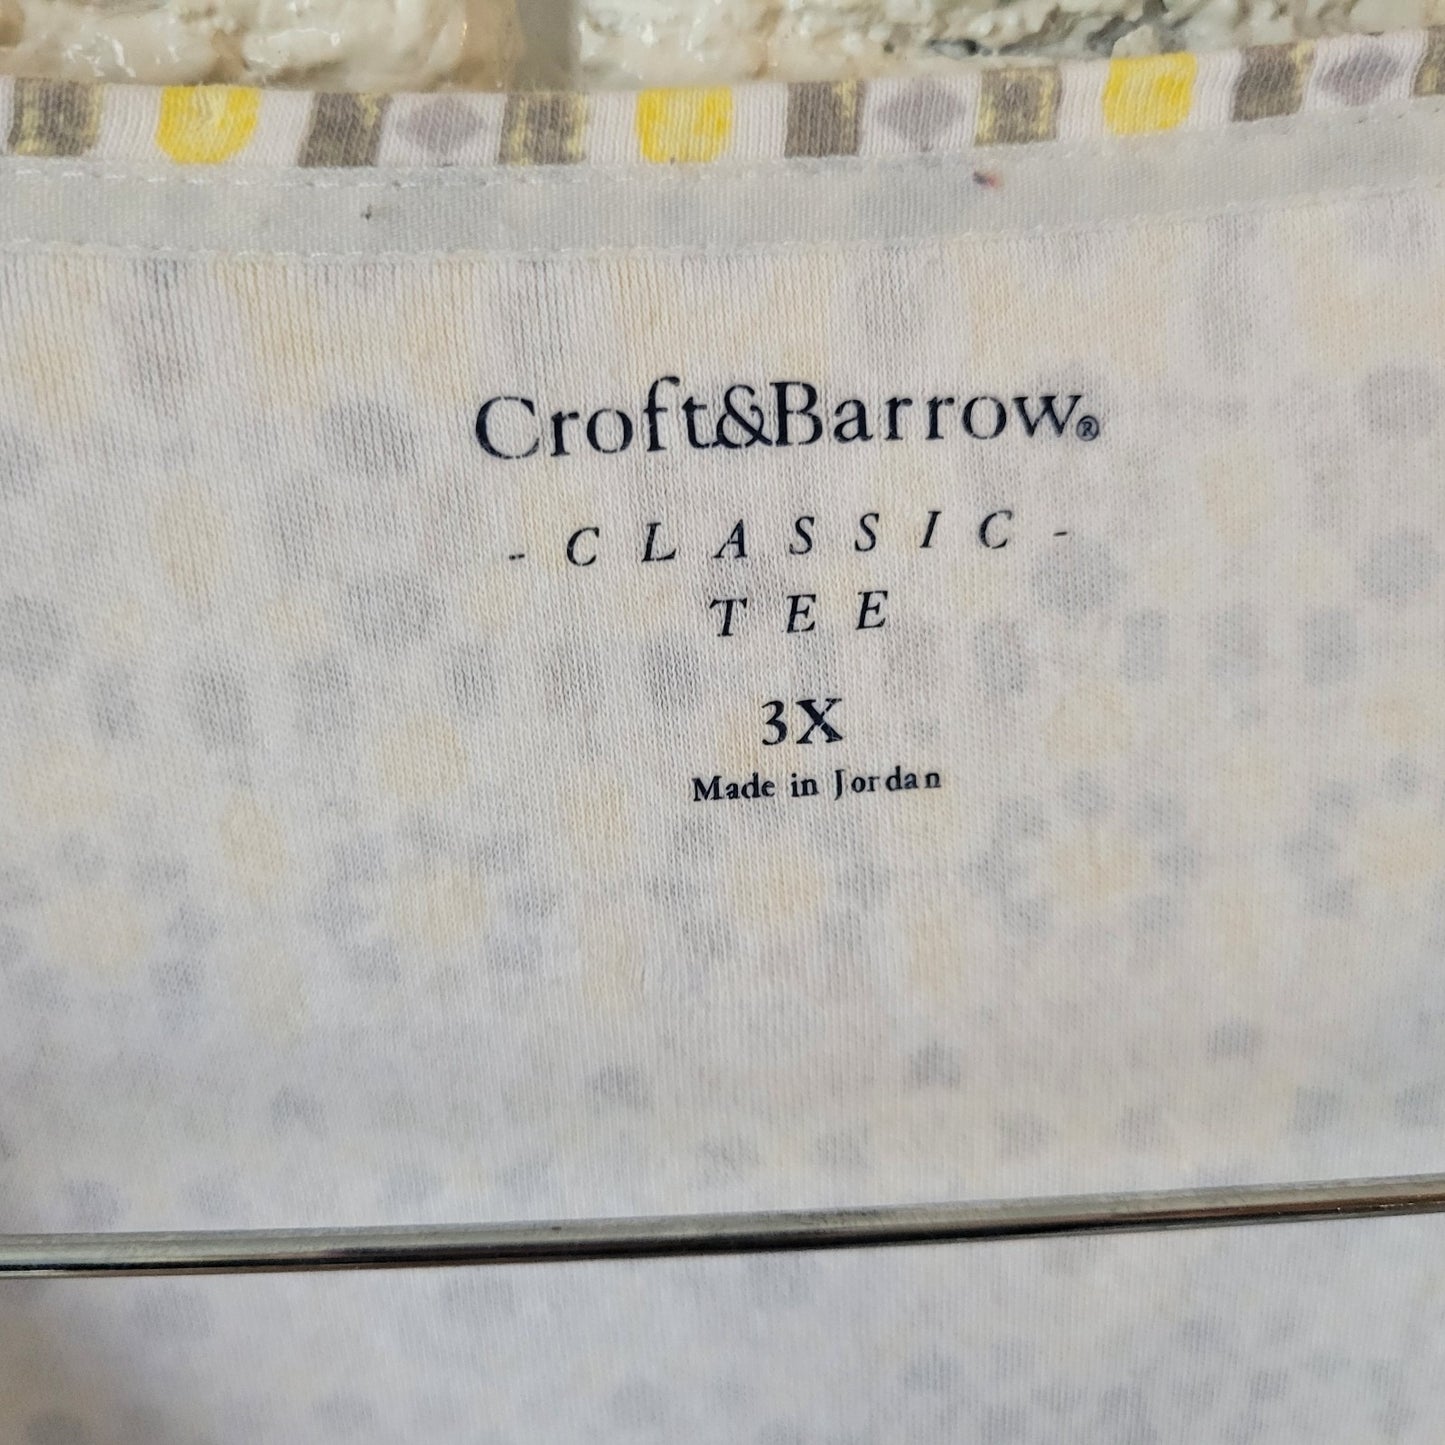 Croft&Barrow®
- CLASSIC -
TEE
3X
Made in Jordan